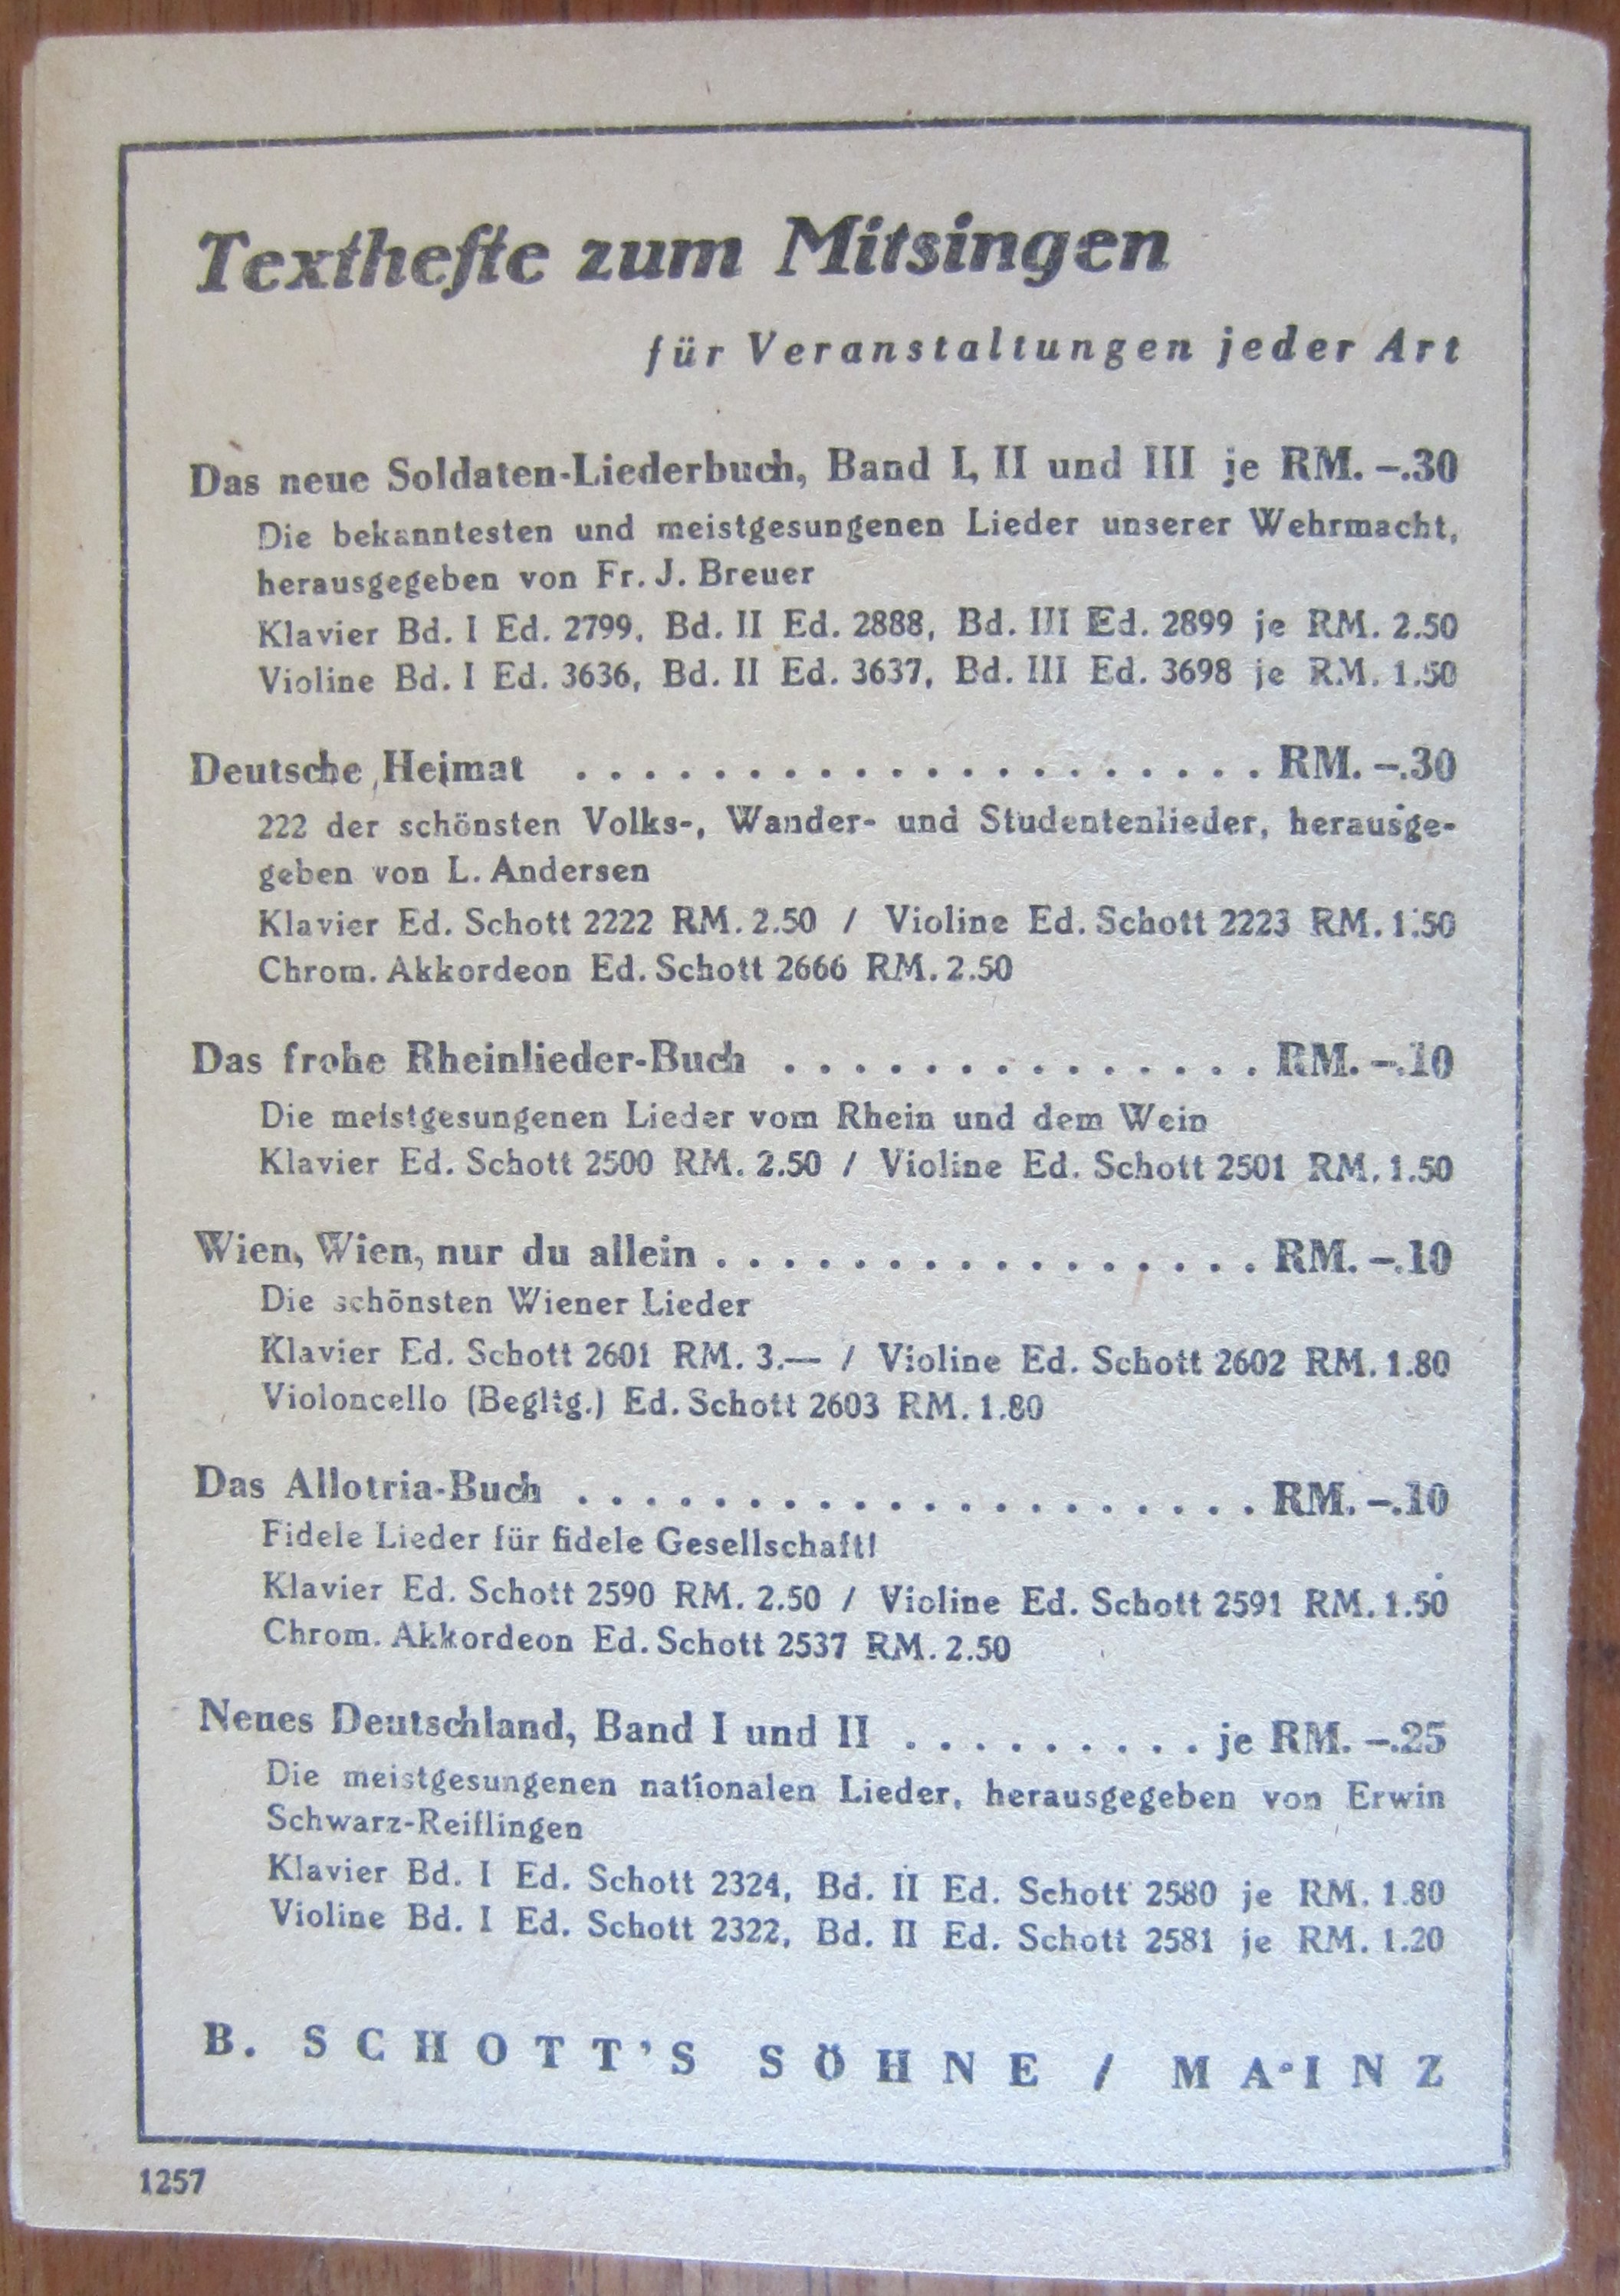 Texthefte zum Mitsingen
für Veranstaltungen jeder Art
Das neue Soldaten-Liederbuch, Band I, II und III je RM. –.30
Die bekanntesten und meistgesungenen Lieder unserer Wehrmacht,
herausgegeben von Fr. J. Breuer
Klavier Bd. I Ed. 2799, Bd. II Ed. 2888, Bd. III Ed. 2899 je RM. 2.50
Violine Bd. I Ed. 3636, Bd. II Ed. 3637, Bd. III Ed. 3698 je RM. 1.50
Deutsche Heimat . . . . . . . . . . . . . . . . . . . . RM. –.30
222 der schönsten Volks-, Wander- und Studentenlieder, herausge-
geben von L. Andersen
Klavier Ed. Schott 2222 RM. 2.50 / Violine Ed. Schott 2223 RM. 1.50
Chrom. Akkordeon Ed. Schott 2666 RM. 2.50
Das frohe Rheinlieder-Buch . . . . . . . . . . . . . . RM. –.10
Die meistgesungenen Lieder vom Rhein und dem Wein
Klavier Ed. Schott 2500 RM. 2.50 / Violine Ed. Schott 2501 RM. 1.50
Wien, Wien, nur du allein . . . . . . . . . . . . . . . . RM. –.10
Die schönsten Wiener Lieder
Klavier Ed. Schott 2601 RM. 3.— / Violine Ed. Schott 2602 RM. 1.80
Violoncello (Begltg.) Ed. Schott 2603 RM. 1.80
Das Allotria-Buch . . . . . . . . . . . . . . . . . . . . RM. –.10
Fidele Lieder für fidele Gesellschaft!
Klavier Ed. Schott 2590 RM. 2.50 / Violine Ed. Schott 2591 RM. 1.50
Chrom. Akkordeon Ed. Schott 2537 RM. 2.50
Neues Deutschland, Band I und II . . . . . . . . . je RM. –.25
Die meistgesungenen nationalen Lieder, herausgegeben von Erwin
Schwarz-Reiflingen
Klavier Bd. I Ed. Schott 2324, Bd. II Ed. Schott 2580 je RM. 1.80
Violine Bd. I Ed. Schott 2322, Bd. II Ed. Schott 2581 je RM. 1.20
B. SCHOTT'S SÖHNE / MAINZ
1257